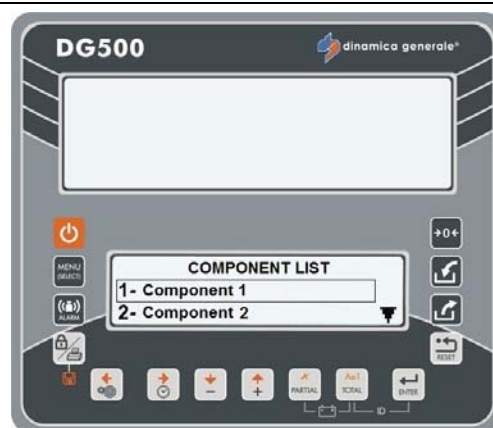 DG500
dinamica generale®
→0←
MENU
(SELECT)
ALARM
COMPONENT LIST
1- Component 1
2- Component 2
RESET
-
+
PARTIAL
TOTAL
ENTER
ID